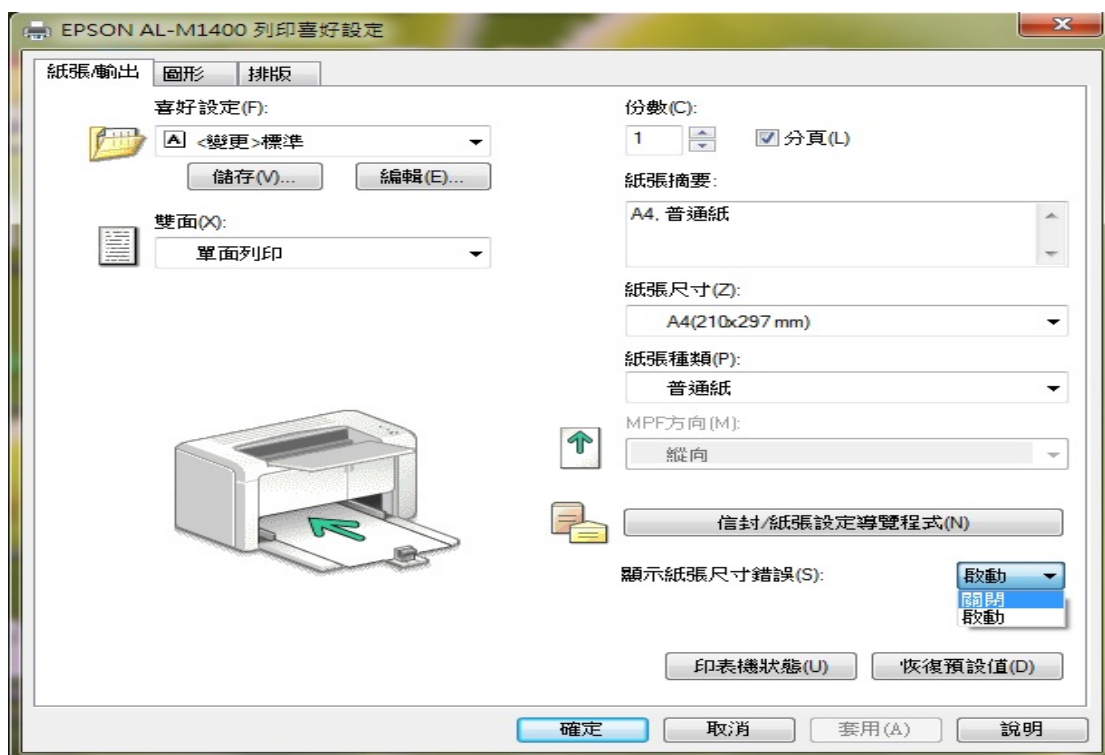 EPSON AL-M1400 列印喜好設定
紙張/輸出
圖形
排版
喜好設定(F):
A <變更>標準
儲存(V)...
編輯(E)...
雙面(X):
單面列印
份數(C):
1
分頁(L)
紙張摘要:
A4, 普通紙
紙張尺寸(Z):
A4(210x297 mm)
紙張種類(P):
普通紙
MPF方向(M):
縱向
信封/紙張設定導覽程式(N)
顯示紙張尺寸錯誤(S):
啟動
關閉
啟動
印表機狀態(U)
恢復預設值(D)
確定
取消
套用(A)
說明